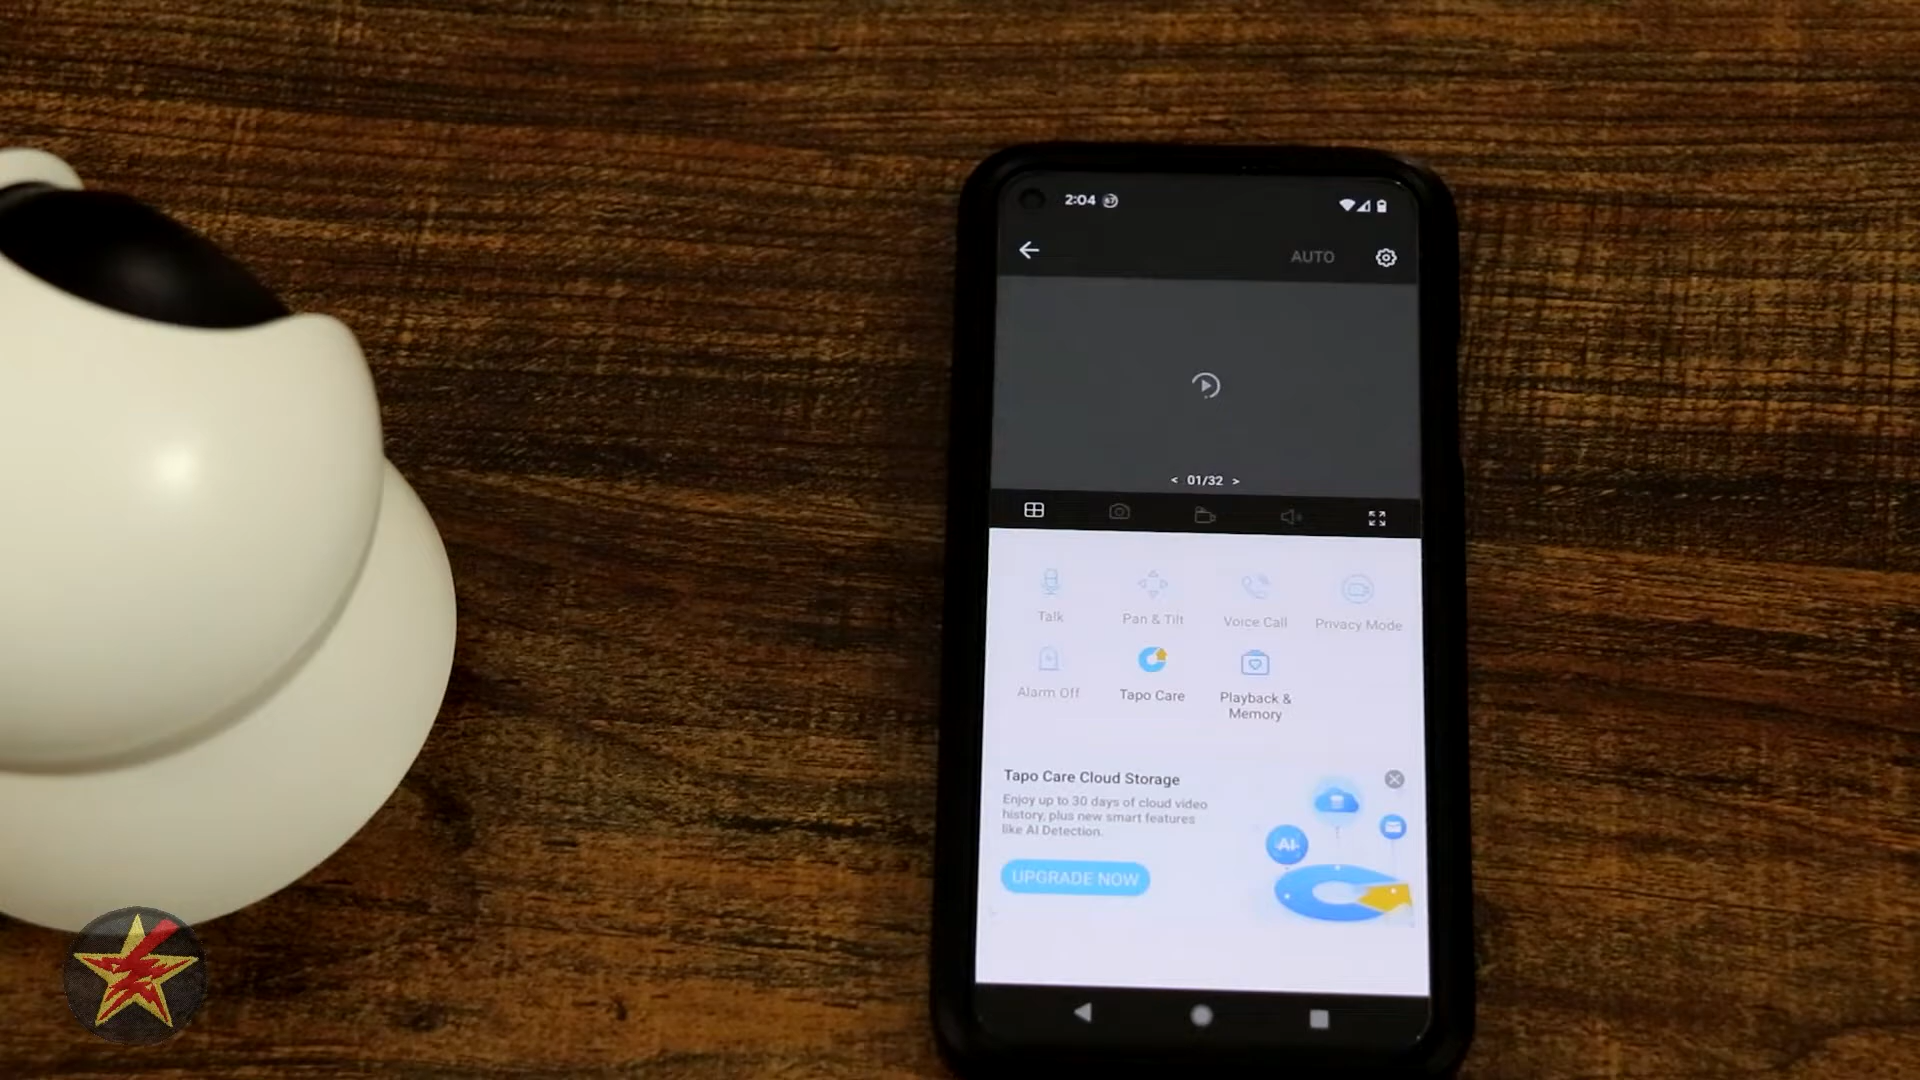 2:04
AUTO
< 01/32 >
Talk
Pan & Tilt
Voice Call
Privacy Mode
Alarm Off
Tapo Care
Playback &
Memory
Tapo Care Cloud Storage
Enjoy up to 30 days of cloud video
history, plus new smart features
like AI Detection.
AI
UPGRADE NOW